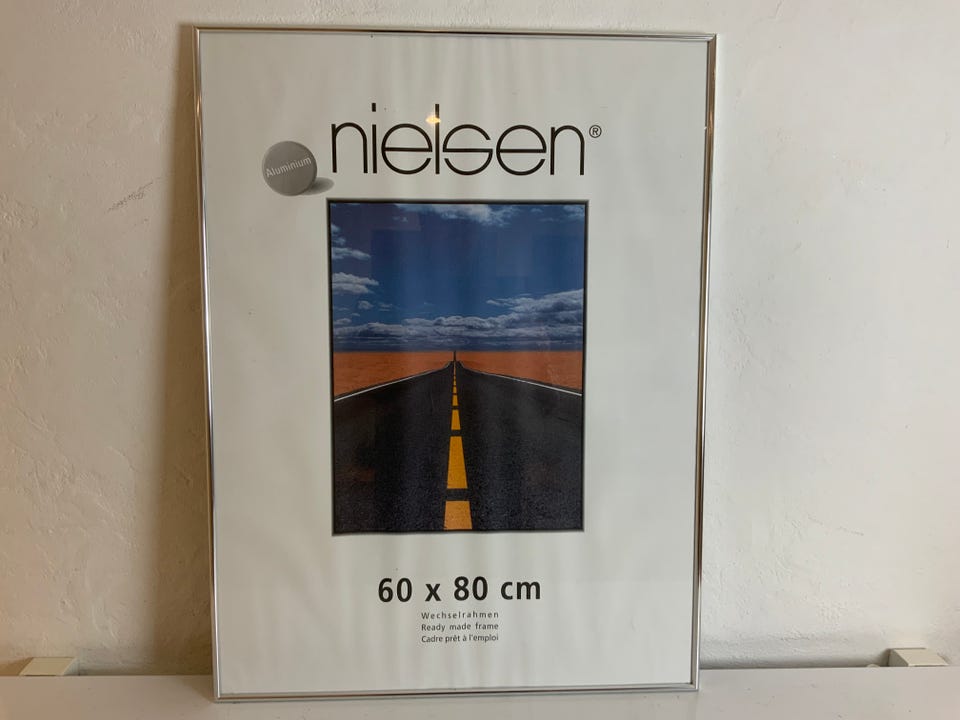 nielsen®
Aluminium
60 x 80 cm
Wechselrahmen
Ready made frame
Cadre prêt à l'emploi